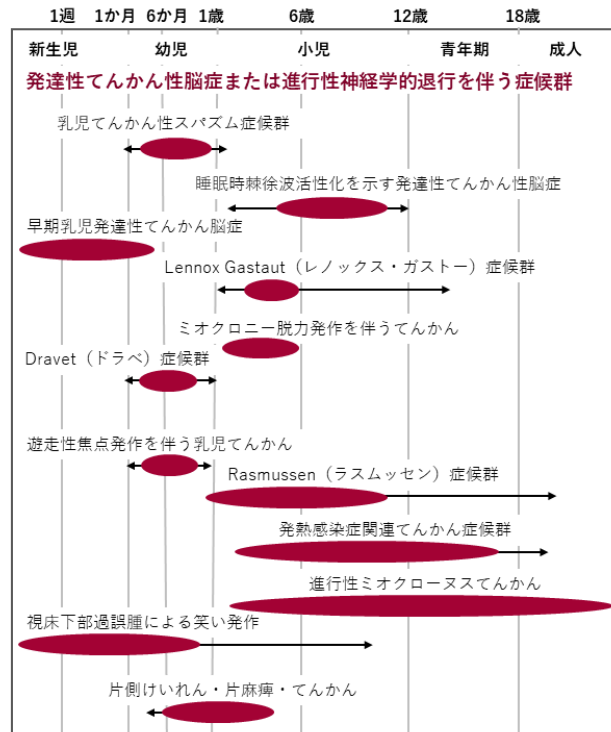 1週 1か月 6か月 1歳 6歳 12歳 18歳
新生児 幼児 小児 青年期 成人
発達性てんかん性脳症または進行性神経学的退行を伴う症候群
乳児てんかん性スパズム症候群
睡眠時棘徐波活性化を示す発達性てんかん性脳症
早期乳児発達性てんかん脳症
Lennox Gastaut（レノックス・ガストー）症候群
ミオクロニー脱力発作を伴うてんかん
Dravet（ドラベ）症候群
遊走性焦点発作を伴う乳児てんかん
Rasmussen（ラスムッセン）症候群
発熱感染症関連てんかん症候群
進行性ミオクローヌスてんかん
視床下部過誤腫による笑い発作
片側けいれん・片麻痺・てんかん